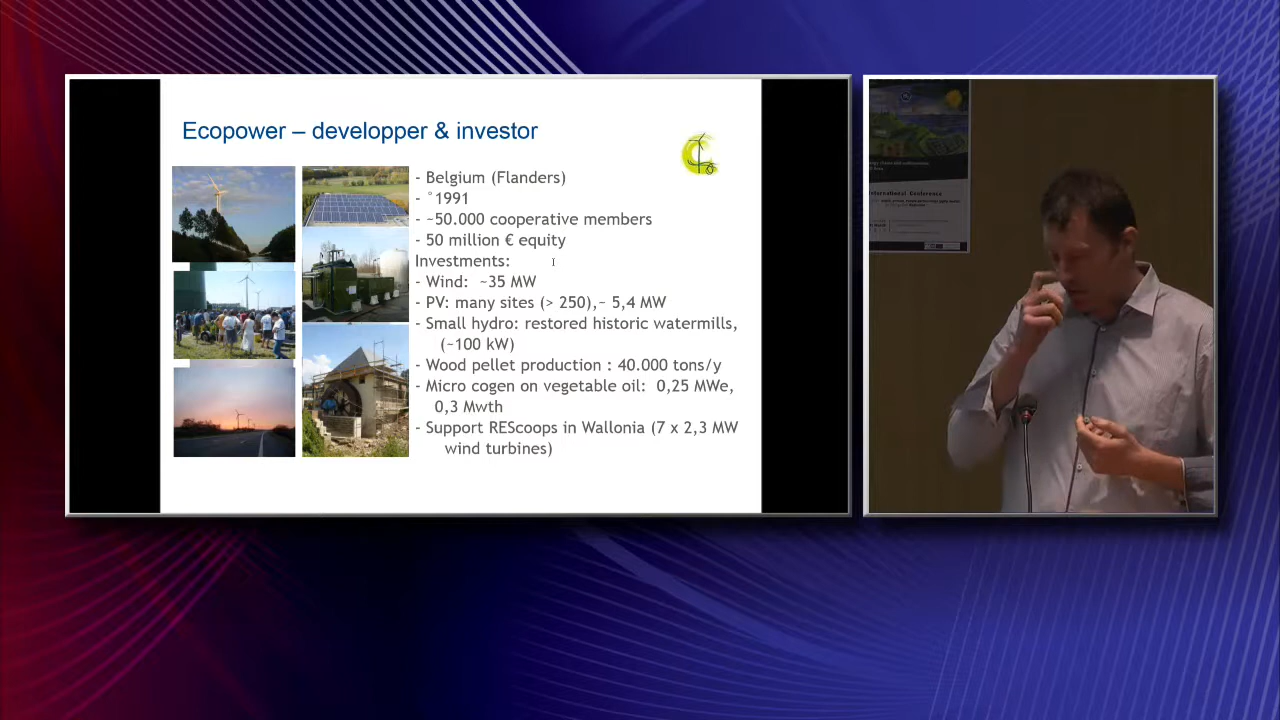 Ecopower – developper & investor
- Belgium (Flanders)
- °1991
- ~50.000 cooperative members
- 50 million € equity
Investments:
- Wind: ~35 MW
- PV: many sites (> 250),~ 5,4 MW
- Small hydro: restored historic watermills,
(~100 kW)
- Wood pellet production : 40.000 tons/y
- Micro cogen on vegetable oil: 0,25 MWe,
0,3 Mwth
- Support REScoops in Wallonia (7 x 2,3 MW
wind turbines)
International Conference